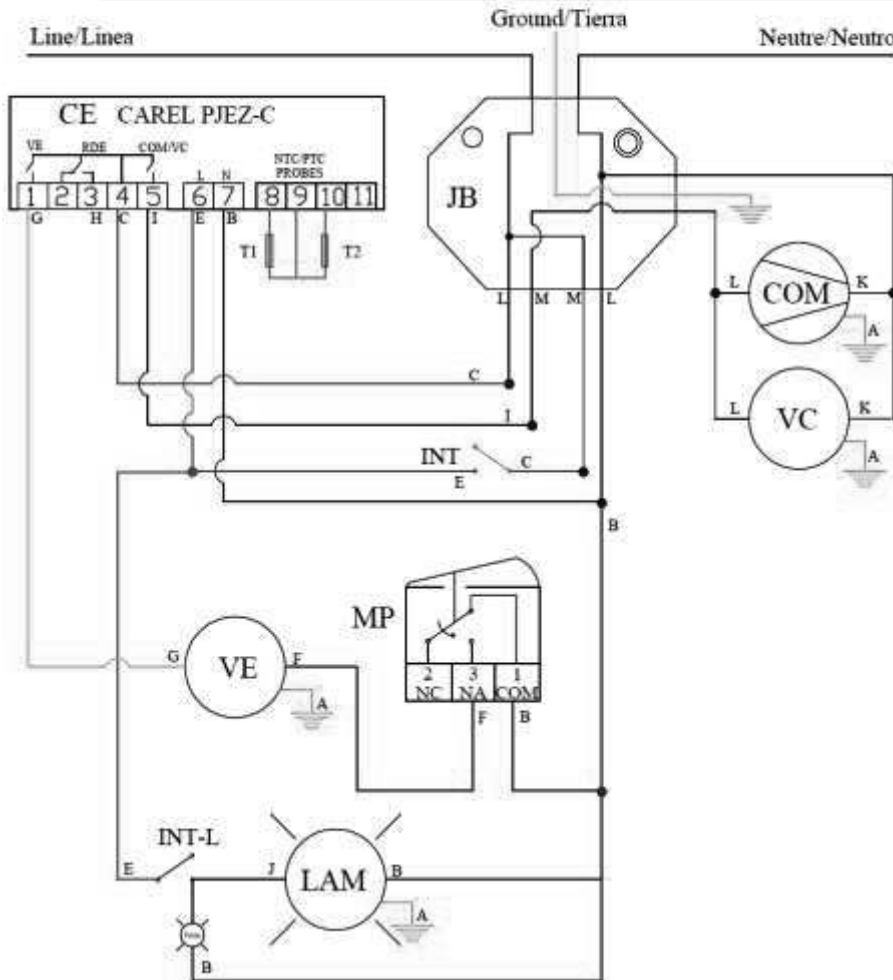 Ground/Tierra
Line/Linea
Neutre/Neutro
CE CAREL PJEZ-C
VE RDE COM/VC
L N
NTC/PTC
PROBES
1 2 3 4 5 6 7 8 9 10 11
G H C I E B
T1 T2
JB
L M M L
L COM K
A
C
I
L VC K
A
INT C
E
B
MP
2 3 1
NC NA COM
F B
G VE F
A
INT-L
E J LAM B
A
B